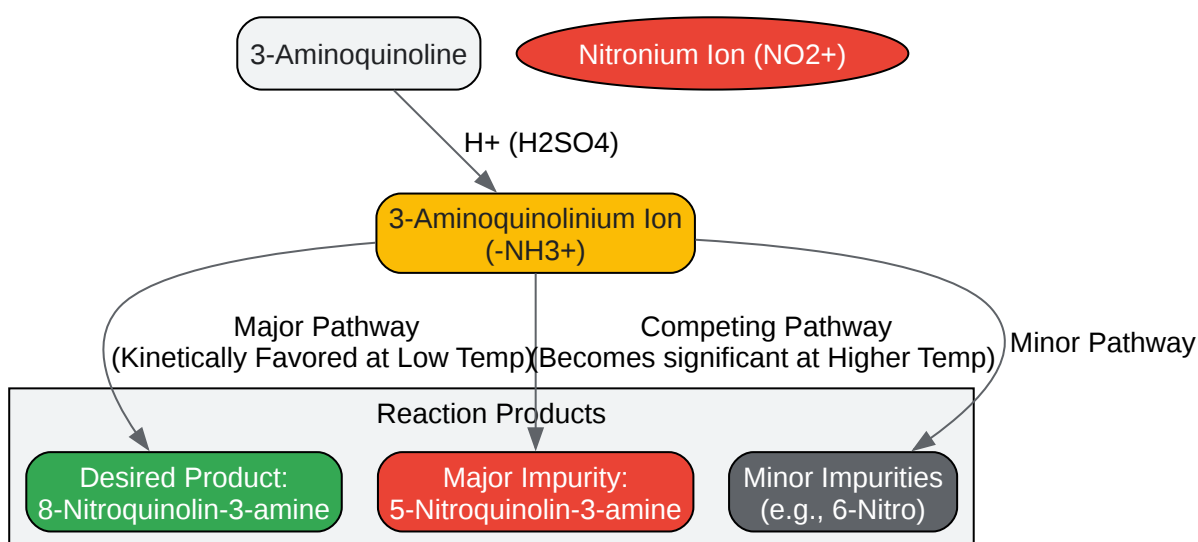 3-Aminoquinoline
Nitronium Ion (NO2+)
H+ (H2SO4)
3-Aminoquinolinium Ion
(-NH3+)
Major Pathway
(Kinetically Favored at Low Temp)
Competing Pathway
(Becomes significant at Higher Temp)
Minor Pathway
Reaction Products
Desired Product:
8-Nitroquinolin-3-amine
Major Impurity:
5-Nitroquinolin-3-amine
Minor Impurities
(e.g., 6-Nitro)